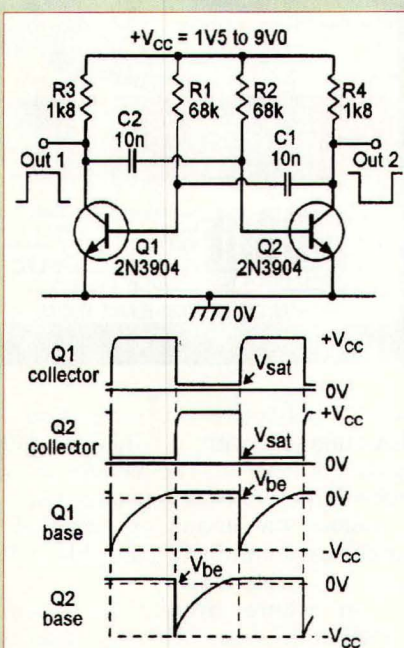 +VCC = 1V5 to 9V0
R3
1k8
R1
68k
R2
68k
R4
1k8
C2
10n
C1
10n
Out 1
Out 2
Q1
2N3904
Q2
2N3904
0V
Q1
collector
+VCC
Vsat
0V
Q2
collector
+VCC
Vsat
0V
Q1
base
Vbe
0V
-VCC
Q2
base
Vbe
0V
-VCC